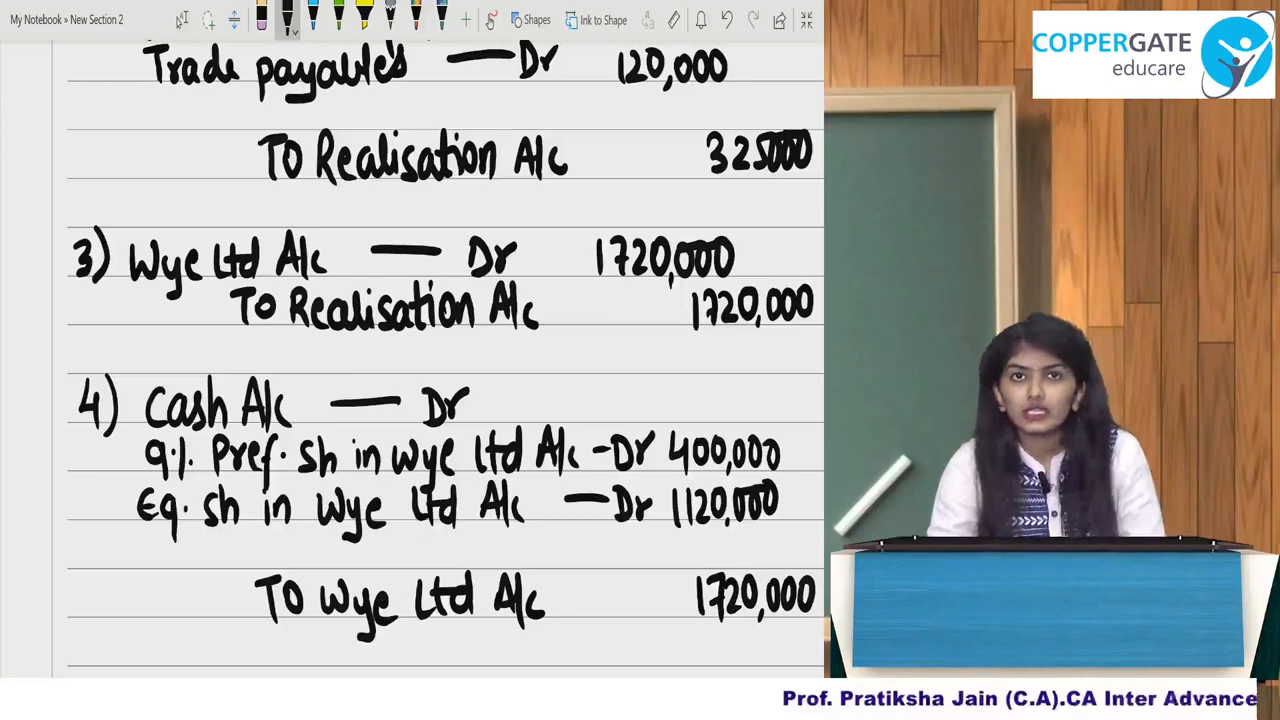 My Notebook » New Section 2
Shapes
Ink to Shape
COPPERGATE
educare
Trade payables — Dr 120,000
To Realisation A/c 325000
3) Wye Ltd A/c — Dr 1720,000
To Realisation A/c 1720,000
4) Cash A/c — Dr
9.%. Pref. sh in Wye Ltd A/c - Dr 400,000
Eq. sh in Wye Ltd A/c — Dr 1120,000
To Wye Ltd A/c 1720,000
Prof. Pratiksha Jain (C.A).CA Inter Advance